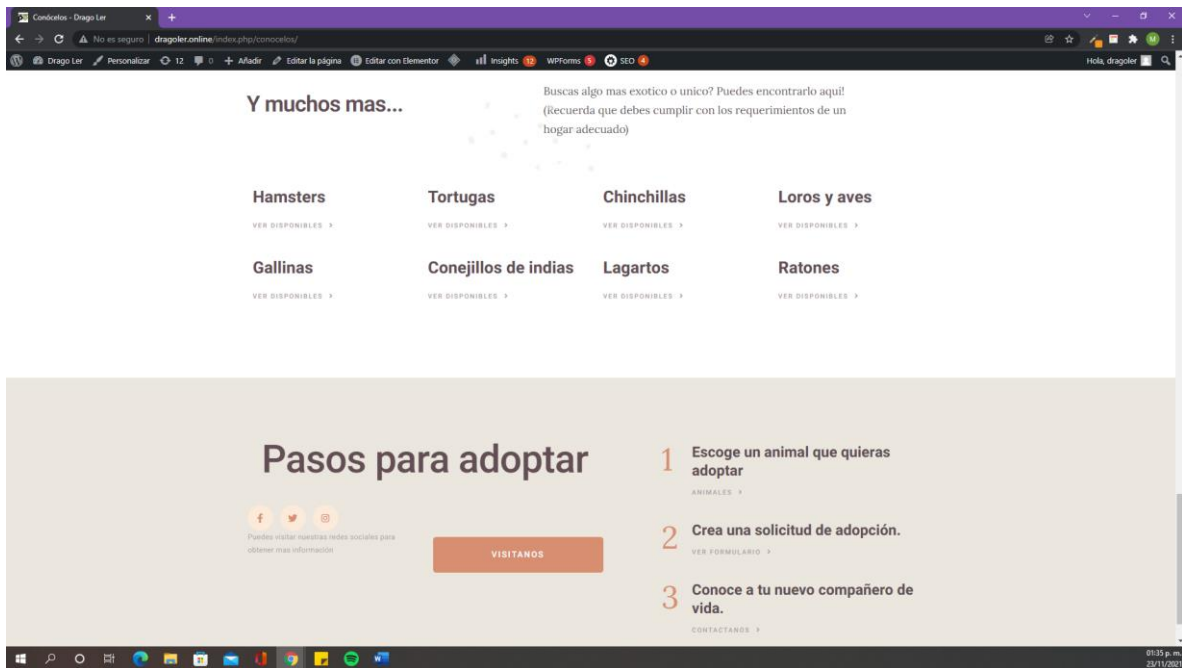 Conócelos - Drago Ler
No es seguro | dragoler.online/index.php/conocelos/
Drago Ler Personalizar 12 0 Añadir Editar la página Editar con Elementor Insights 12 WPForms 5 SEO 4 Hola, dragoler
Y muchos mas...
Buscas algo mas exotico o unico? Puedes encontrarlo aqui!
(Recuerda que debes cumplir con los requerimientos de un
hogar adecuado)
Hamsters Tortugas Chinchillas Loros y aves
VER DISPONIBLES VER DISPONIBLES VER DISPONIBLES VER DISPONIBLES
Gallinas Conejillos de indias Lagartos Ratones
VER DISPONIBLES VER DISPONIBLES VER DISPONIBLES VER DISPONIBLES
Pasos para adoptar
Puedes visitar nuestras redes sociales para
obtener mas información
VISITANOS
1 Escoge un animal que quieras
adoptar
ANIMALES
2 Crea una solicitud de adopción.
VER FORMULARIO
3 Conoce a tu nuevo compañero de
vida.
CONTACTANOS
01:35 p. m.
23/11/2021